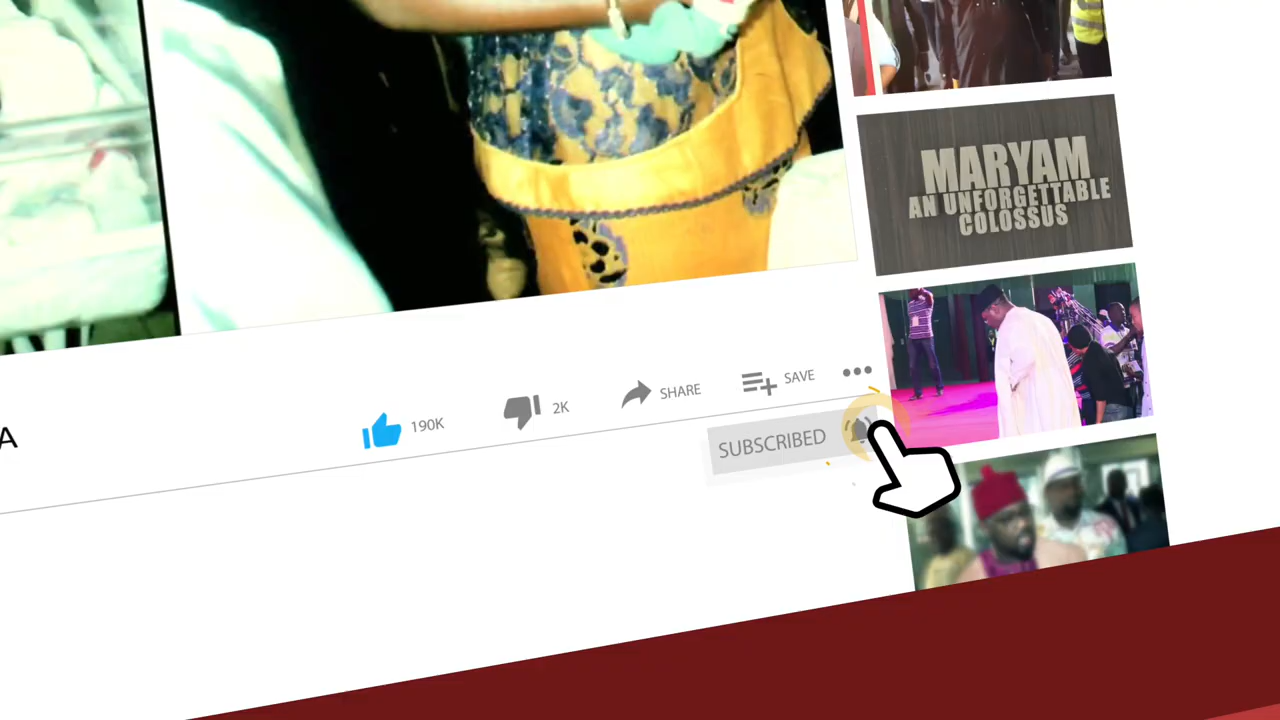 MARYAM
AN UNFORGETTABLE
COLOSSUS
A
190K
2K
SHARE
SAVE
SUBSCRIBED